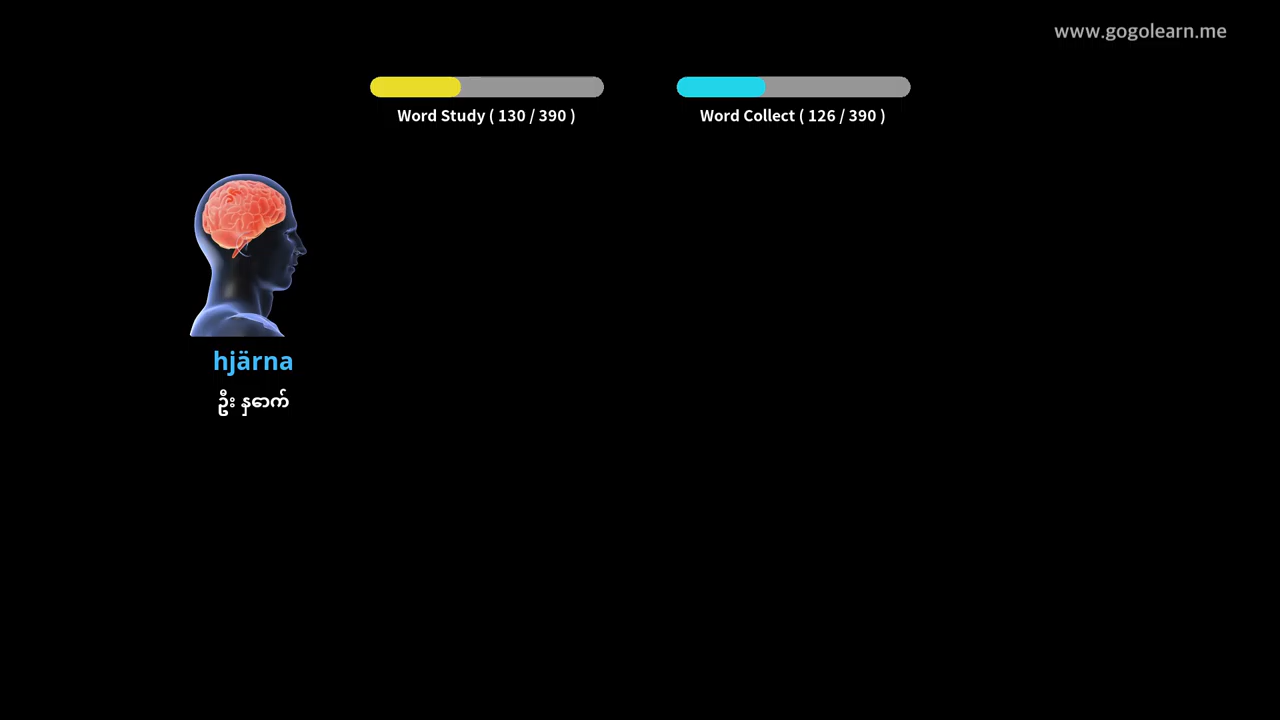 www.gogolearn.me
Word Study ( 130 / 390 )
Word Collect ( 126 / 390 )
hjärna
ဦး နှောက်